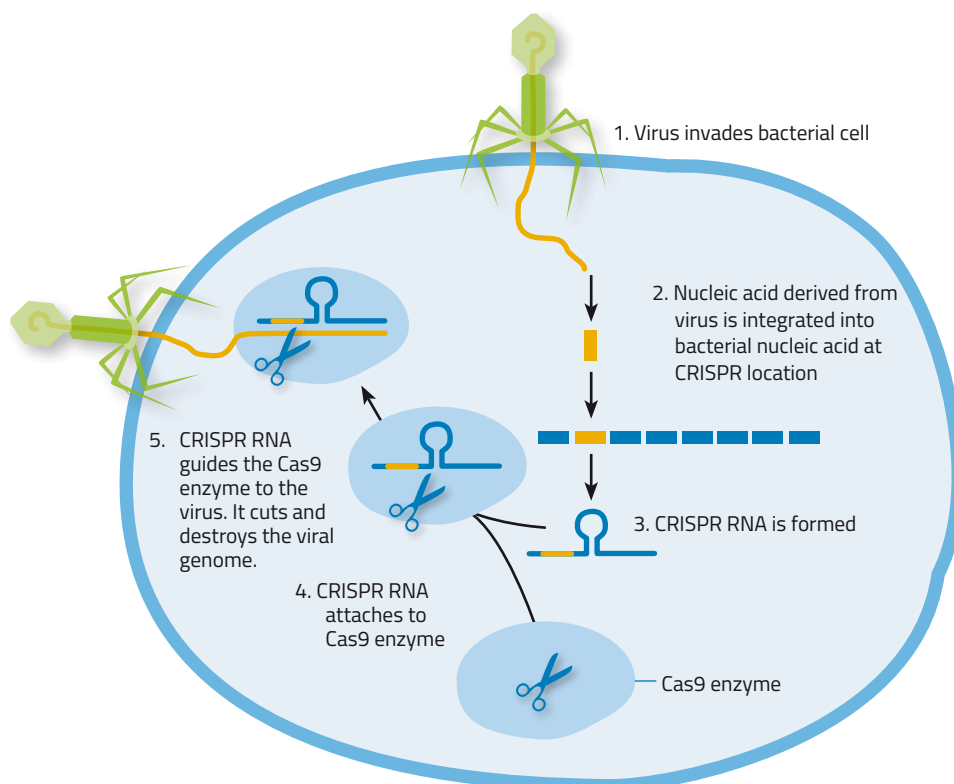 1. Virus invades bacterial cell
2. Nucleic acid derived from
virus is integrated into
bacterial nucleic acid at
CRISPR location
3. CRISPR RNA is formed
4. CRISPR RNA
attaches to
Cas9 enzyme
Cas9 enzyme
5. CRISPR RNA
guides the Cas9
enzyme to the
virus. It cuts and
destroys the viral
genome.